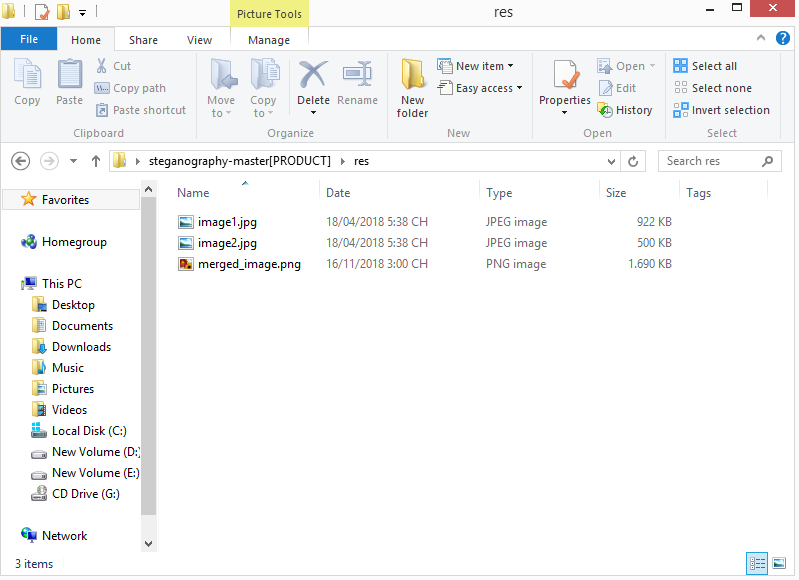 Picture Tools
res
File
Home
Share
View
Manage
Copy
Paste
Cut
Copy path
Paste shortcut
Clipboard
Move to
Copy to
Delete
Rename
Organize
New folder
New item
Easy access
New
Properties
Open
Edit
History
Open
Select all
Select none
Invert selection
Select
steganography-master[PRODUCT]
res
Search res
Name Date Type Size Tags
image1.jpg 18/04/2018 5:38 CH JPEG image 922 KB
image2.jpg 18/04/2018 5:38 CH JPEG image 500 KB
merged_image.png 16/11/2018 3:00 CH PNG image 1.690 KB
Favorites
Homegroup
This PC
Desktop
Documents
Downloads
Music
Pictures
Videos
Local Disk (C:)
New Volume (D:)
New Volume (E:)
CD Drive (G:)
Network
3 items